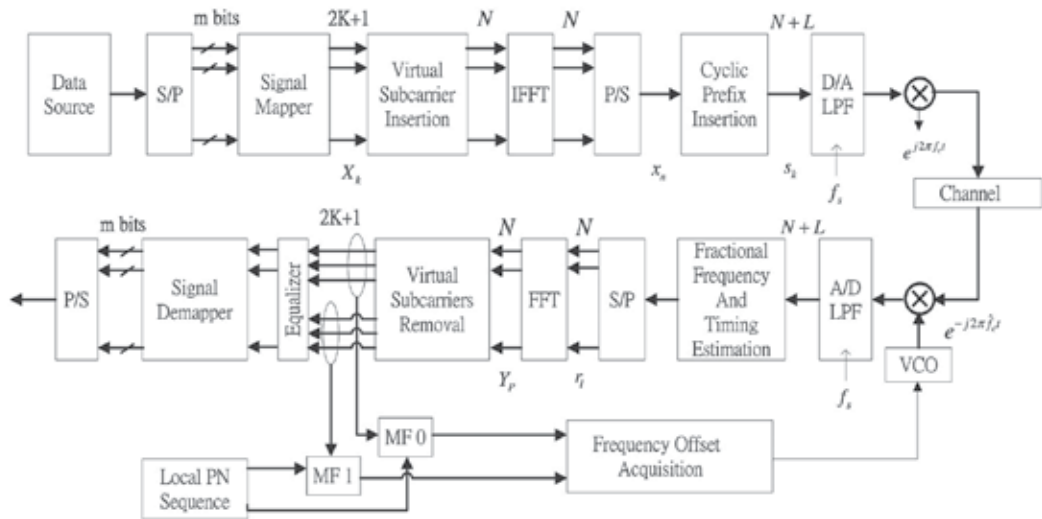 m bits
2K+1
N
N
N+L
Data
Source
S/P
Signal
Mapper
Virtual
Subcarrier
Insertion
IFFT
P/S
Cyclic
Prefix
Insertion
D/A
LPF
X_k
x_n
s_k
f_s
Channel
m bits
2K+1
N
N
N+L
P/S
Signal
Demapper
Equalizer
Virtual
Subcarriers
Removal
FFT
S/P
Fractional
Frequency
And
Timing
Estimation
A/D
LPF
VCO
Y_P
r_l
f_s
MF 0
MF 1
Local PN
Sequence
Frequency Offset
Acquisition